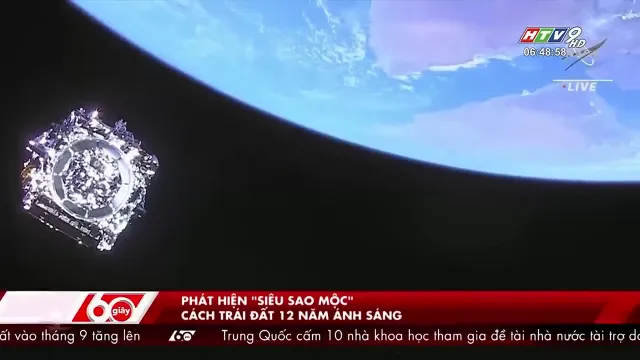 HTV9
HD
06:48:58
LIVE
60
giây
PHÁT HIỆN "SIÊU SAO MỘC"
CÁCH TRÁI ĐẤT 12 NĂM ÁNH SÁNG
ất vào tháng 9 tăng lên 60 Trung Quốc cấm 10 nhà khoa học tham gia đề tài nhà nước tài trợ do